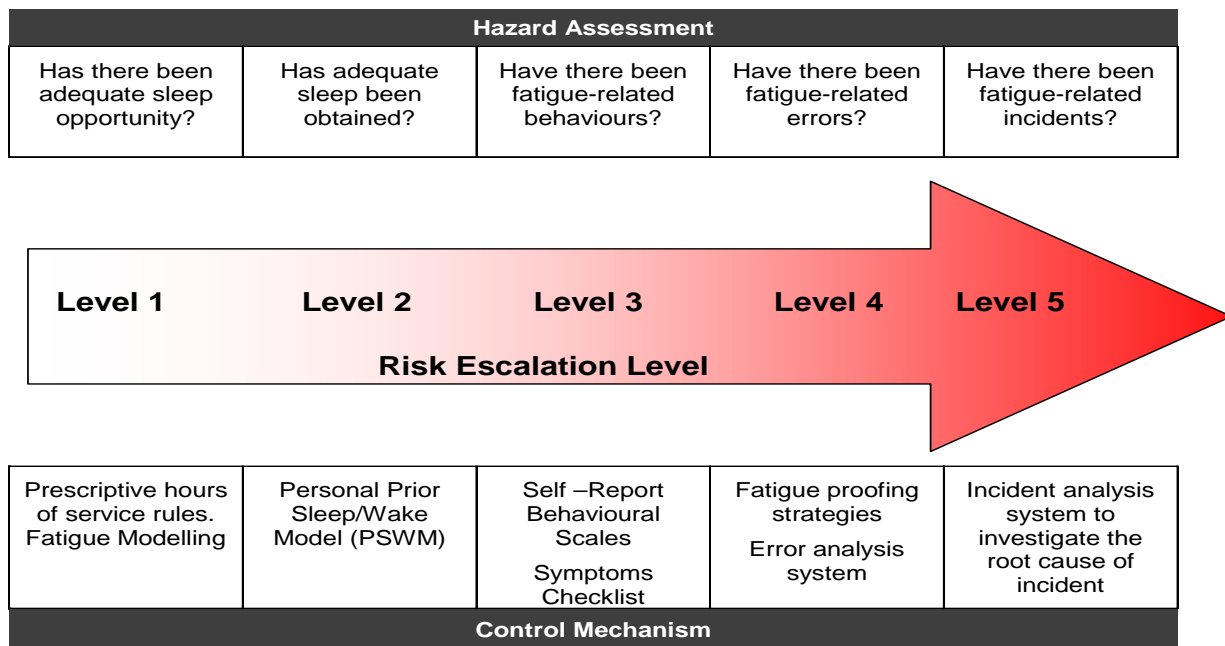 Hazard Assessment
Has there been
adequate sleep
opportunity?
Has adequate
sleep been
obtained?
Have there been
fatigue-related
behaviours?
Have there been
fatigue-related
errors?
Have there been
fatigue-related
incidents?
Level 1
Level 2
Level 3
Level 4
Level 5
Risk Escalation Level
Prescriptive hours
of service rules.
Fatigue Modelling
Personal Prior
Sleep/Wake
Model (PSWM)
Self –Report
Behavioural
Scales
Symptoms
Checklist
Fatigue proofing
strategies
Error analysis
system
Incident analysis
system to
investigate the
root cause of
incident
Control Mechanism